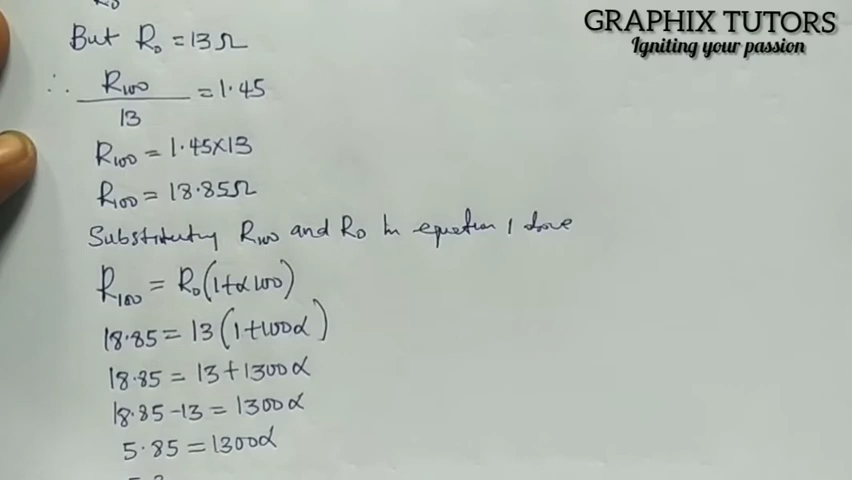 GRAPHIX TUTORS
Igniting your passion
R₀
But R₀ = 13Ω
∴ R₁₀₀ / 13 = 1.45
R₁₀₀ = 1.45×13
R₁₀₀ = 18.85Ω
Substituting R₁₀₀ and R₀ in equation 1 above
R₁₀₀ = R₀(1+α100)
18.85 = 13(1+100α)
18.85 = 13+1300α
18.85-13 = 1300α
5.85 = 1300α